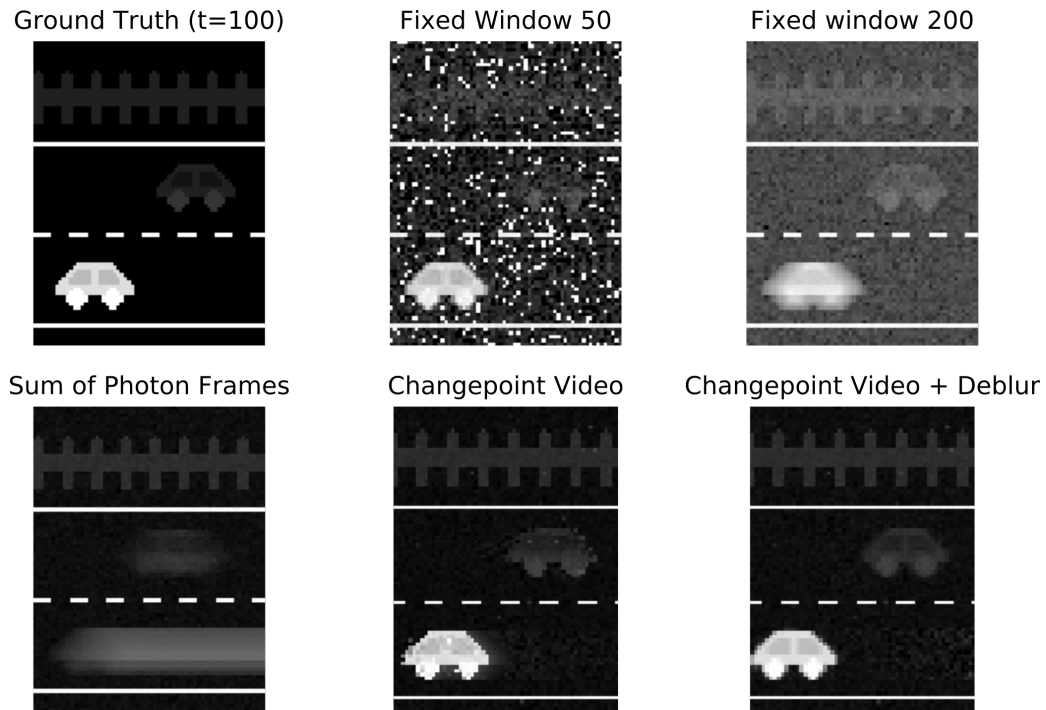 Ground Truth (t=100)
Fixed Window 50
Fixed window 200
Sum of Photon Frames
Changepoint Video
Changepoint Video + Deblur